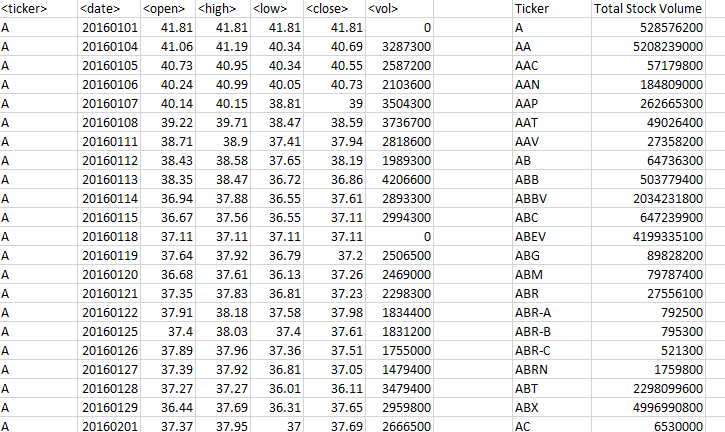 <ticker> <date> <open> <high> <low> <close> <vol> Ticker Total Stock Volume
A 20160101 41.81 41.81 41.81 41.81 0 A 528576200
A 20160104 41.06 41.19 40.34 40.69 3287300 AA 5208239000
A 20160105 40.73 40.95 40.34 40.55 2587200 AAC 57179800
A 20160106 40.24 40.99 40.05 40.73 2103600 AAN 184809000
A 20160107 40.14 40.15 38.81 39 3504300 AAP 262665300
A 20160108 39.22 39.71 38.47 38.59 3736700 AAT 49026400
A 20160111 38.71 38.9 37.41 37.94 2818600 AAV 27358200
A 20160112 38.43 38.58 37.65 38.19 1989300 AB 64736300
A 20160113 38.35 38.47 36.72 36.86 4206600 ABB 503779400
A 20160114 36.94 37.88 36.55 37.61 2893300 ABBV 2034231800
A 20160115 36.67 37.56 36.55 37.11 2994300 ABC 647239900
A 20160118 37.11 37.11 37.11 37.11 0 ABEV 4199335100
A 20160119 37.64 37.92 36.79 37.2 2506500 ABG 89828200
A 20160120 36.68 37.61 36.13 37.26 2469000 ABM 79787400
A 20160121 37.35 37.83 36.81 37.23 2298300 ABR 27556100
A 20160122 37.91 38.18 37.58 37.98 1834400 ABR-A 792500
A 20160125 37.4 38.03 37.4 37.61 1831200 ABR-B 795300
A 20160126 37.89 37.96 37.36 37.51 1755000 ABR-C 521300
A 20160127 37.39 37.92 36.81 37.05 1479400 ABRN 1759800
A 20160128 37.27 37.27 36.01 36.11 3479400 ABT 2298099600
A 20160129 36.44 37.69 36.31 37.65 2959800 ABX 4996990800
A 20160201 37.37 37.95 37 37.69 2666500 AC 6530000